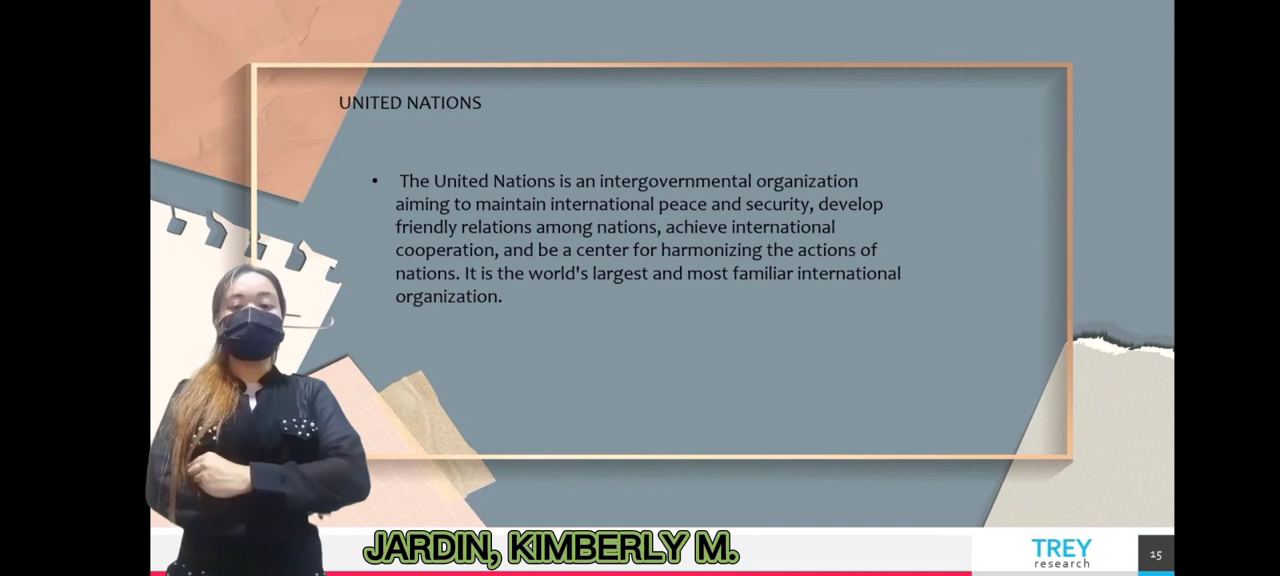 UNITED NATIONS
• The United Nations is an intergovernmental organization
aiming to maintain international peace and security, develop
friendly relations among nations, achieve international
cooperation, and be a center for harmonizing the actions of
nations. It is the world's largest and most familiar international
organization.
JARDIN, KIMBERLY M.
TREY
research
15